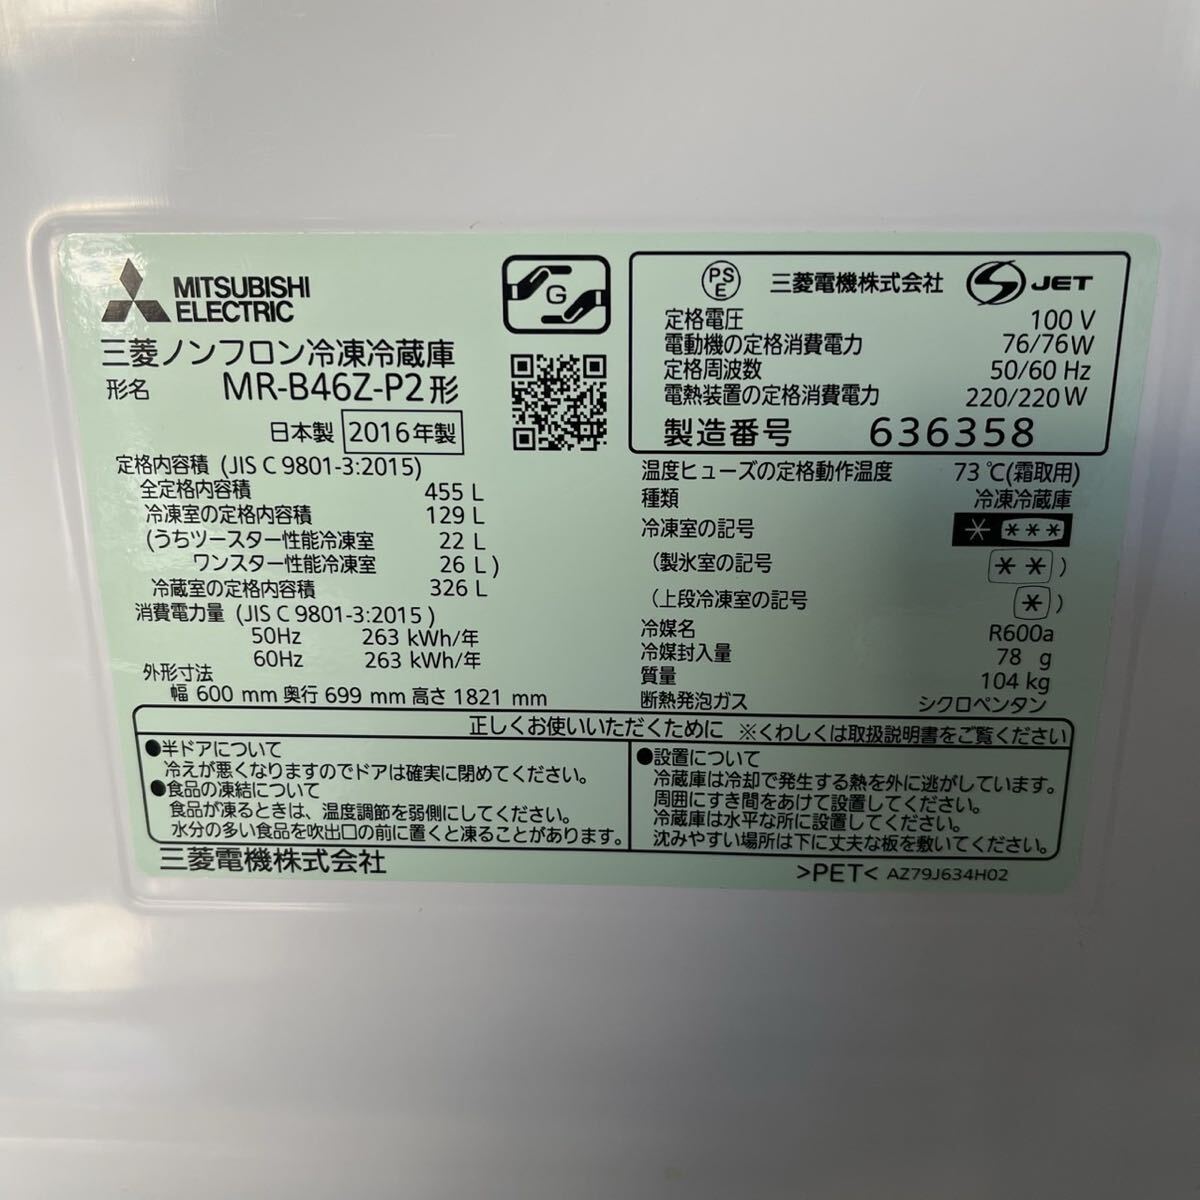 MITSUBISHI
ELECTRIC
三菱ノンフロン冷凍冷蔵庫
形名 MR-B46Z-P2形
日本製 2016年製
定格内容積 (JIS C 9801-3:2015)
全定格内容積 455 L
冷凍室の定格内容積 129 L
(うちツースター性能冷凍室 22 L
ワンスター性能冷凍室 26 L)
冷蔵室の定格内容積 326 L
消費電力量 (JIS C 9801-3:2015)
50Hz 263 kWh/年
60Hz 263 kWh/年
外形寸法
幅 600 mm 奥行 699 mm 高さ 1821 mm
G
PS
E
三菱電機株式会社 JET
定格電圧 100 V
電動機の定格消費電力 76/76W
定格周波数 50/60 Hz
電熱装置の定格消費電力 220/220W
製造番号 636358
温度ヒューズの定格動作温度 73℃(霜取用)
種類 冷凍冷蔵庫
冷凍室の記号 * ***
(製氷室の記号 **)
(上段冷凍室の記号 *)
冷媒名 R600a
冷媒封入量 78 g
質量 104 kg
断熱発泡ガス シクロペンタン
正しくお使いいただくために ※くわしくは取扱説明書をご覧ください
●半ドアについて
冷えが悪くなりますのでドアは確実に閉めてください。
●食品の凍結について
食品が凍るときは、温度調節を弱側にしてください。
水分の多い食品を吹出口の前に置くと凍ることがあります。
●設置について
冷蔵庫は冷却で発生する熱を外に逃がしています。
周囲にすき間をあけて設置してください。
冷蔵庫は水平な所に設置してください。
沈みやすい場所は下に丈夫な板を敷いてください。
三菱電機株式会社
>PET< AZ79J634H02